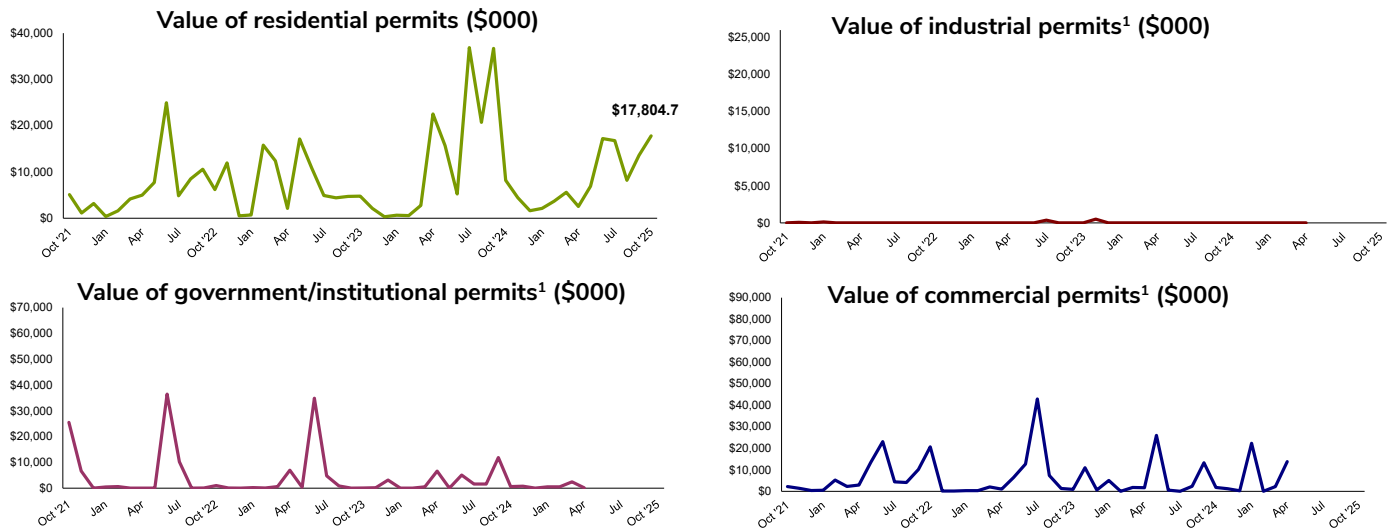 Value of residential permits ($000)
$40,000
$30,000
$20,000
$10,000
$0
$17,804.7
Oct '21
Jan
Apr
Jul
Oct '22
Jan
Apr
Jul
Oct '23
Jan
Apr
Jul
Oct '24
Jan
Apr
Jul
Oct '25
Value of industrial permits¹ ($000)
$25,000
$20,000
$15,000
$10,000
$5,000
$0
Oct '21
Jan
Apr
Jul
Oct '22
Jan
Apr
Jul
Oct '23
Jan
Apr
Jul
Oct '24
Jan
Apr
Jul
Oct '25
Value of government/institutional permits¹ ($000)
$70,000
$60,000
$50,000
$40,000
$30,000
$20,000
$10,000
$0
Oct '21
Jan
Apr
Jul
Oct '22
Jan
Apr
Jul
Oct '23
Jan
Apr
Jul
Oct '24
Jan
Apr
Jul
Oct '25
Value of commercial permits¹ ($000)
$90,000
$80,000
$70,000
$60,000
$50,000
$40,000
$30,000
$20,000
$10,000
$0
Oct '21
Jan
Apr
Jul
Oct '22
Jan
Apr
Jul
Oct '23
Jan
Apr
Jul
Oct '24
Jan
Apr
Jul
Oct '25